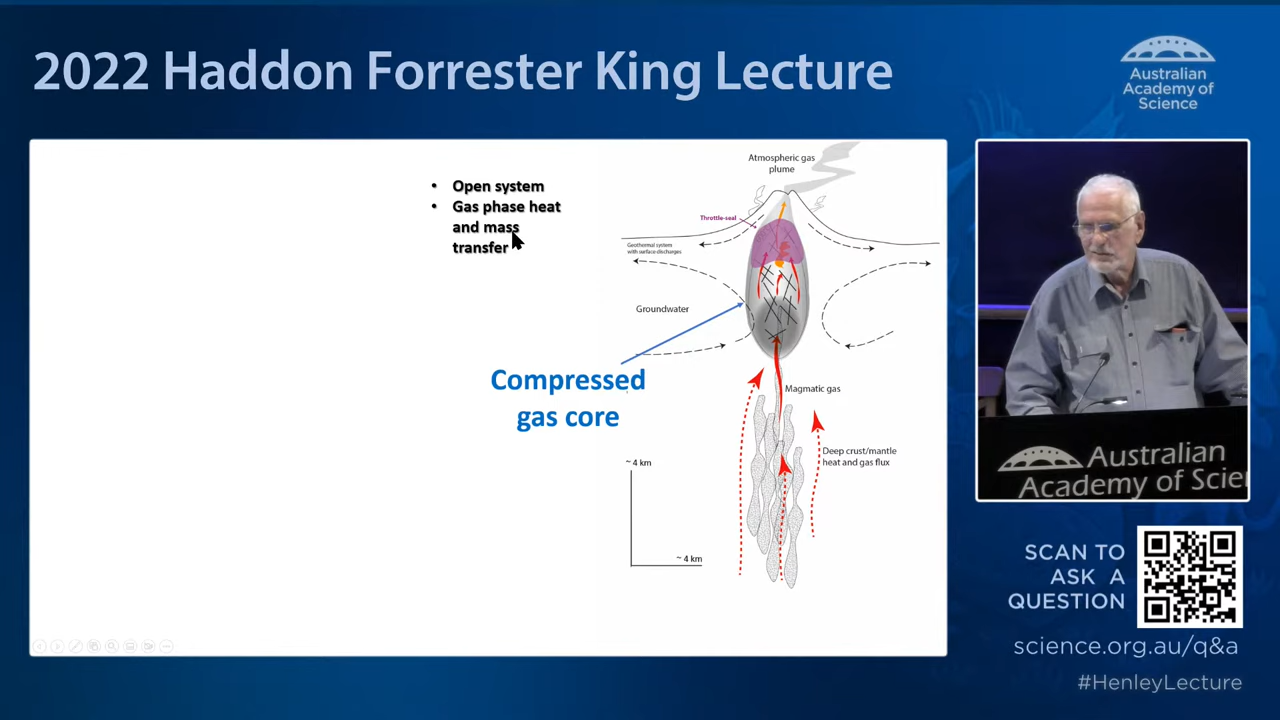 2022 Haddon Forrester King Lecture
Australian
Academy of
Science
• Open system
• Gas phase heat
and mass
transfer
Atmospheric gas
plume
Throttle-seal
Geothermal system
with surface discharges
Groundwater
Compressed
gas core
Magmatic gas
Deep crust/mantle
heat and gas flux
~ 4 km
~ 4 km
Australian
Academy of Scie
SCAN TO
ASK A
QUESTION
science.org.au/q&a
#HenleyLecture